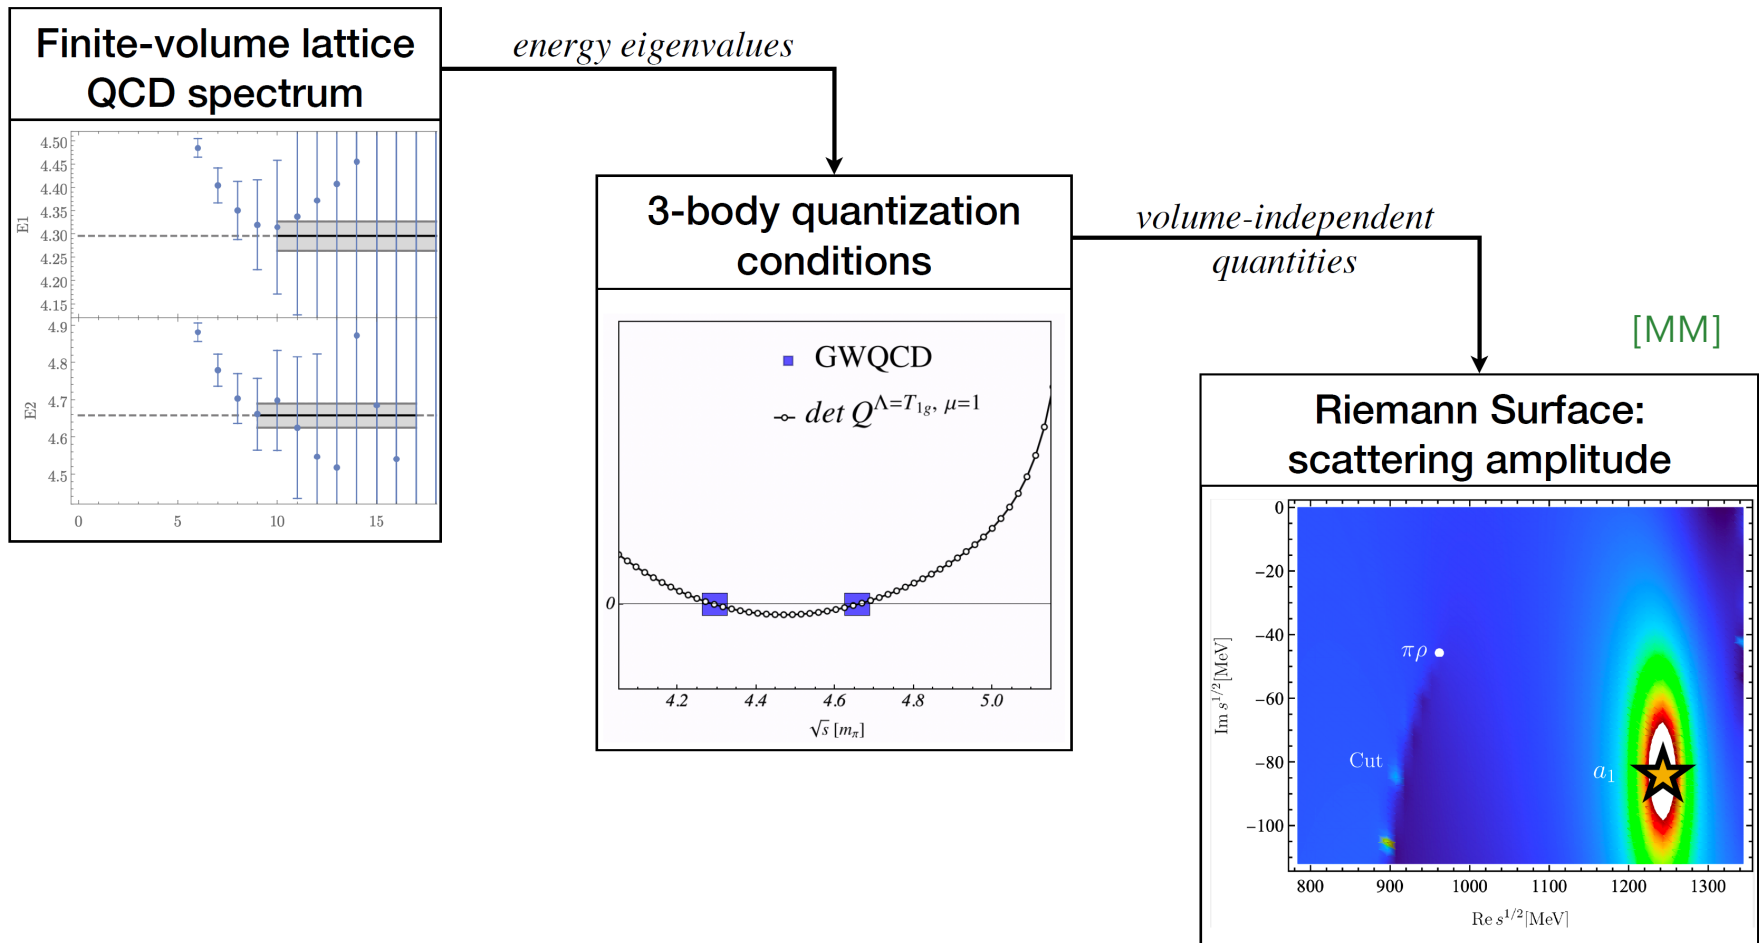 Finite-volume lattice
QCD spectrum
energy eigenvalues
4.50
4.45
4.40
4.35
4.30
4.25
4.20
4.15
E1
4.9
4.8
4.7
4.6
4.5
E2
0 5 10 15
3-body quantization
conditions
GWQCD
det Q^{Λ=T_{1g}, μ=1}
0
4.2 4.4 4.6 4.8 5.0
√s [m_π]
volume-independent
quantities
[MM]
Riemann Surface:
scattering amplitude
0
−20
−40
−60
−80
−100
Im s^{1/2}[MeV]
πρ
Cut
a_1
800 900 1000 1100 1200 1300
Re s^{1/2}[MeV]